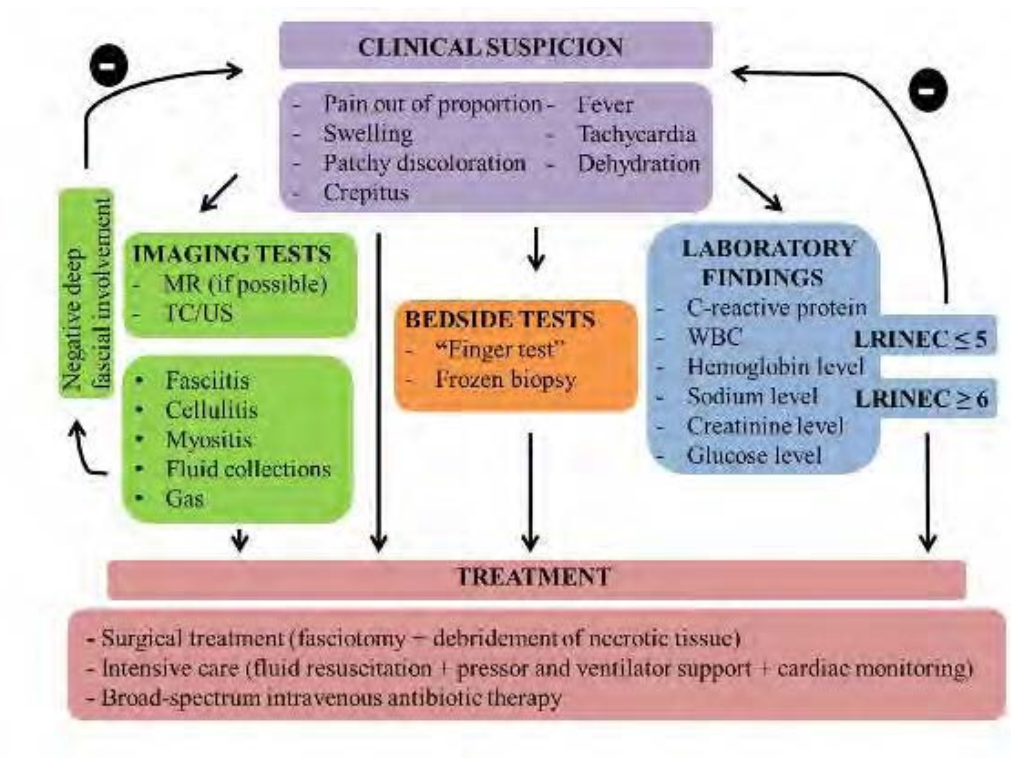 CLINICAL SUSPICION
- Pain out of proportion - Fever
- Swelling - Tachycardia
- Patchy discoloration - Dehydration
- Crepitus
Negative deep
fascial involvement
IMAGING TESTS
- MR (if possible)
- TC/US
• Fasciitis
• Cellulitis
• Myositis
• Fluid collections
• Gas
BEDSIDE TESTS
- “Finger test”
- Frozen biopsy
LABORATORY
FINDINGS
- C-reactive protein
- WBC
- Hemoglobin level
- Sodium level
- Creatinine level
- Glucose level
LRINEC ≤ 5
LRINEC ≥ 6
TREATMENT
- Surgical treatment (fasciotomy + debridement of necrotic tissue)
- Intensive care (fluid resuscitation + pressor and ventilator support + cardiac monitoring)
- Broad-spectrum intravenous antibiotic therapy